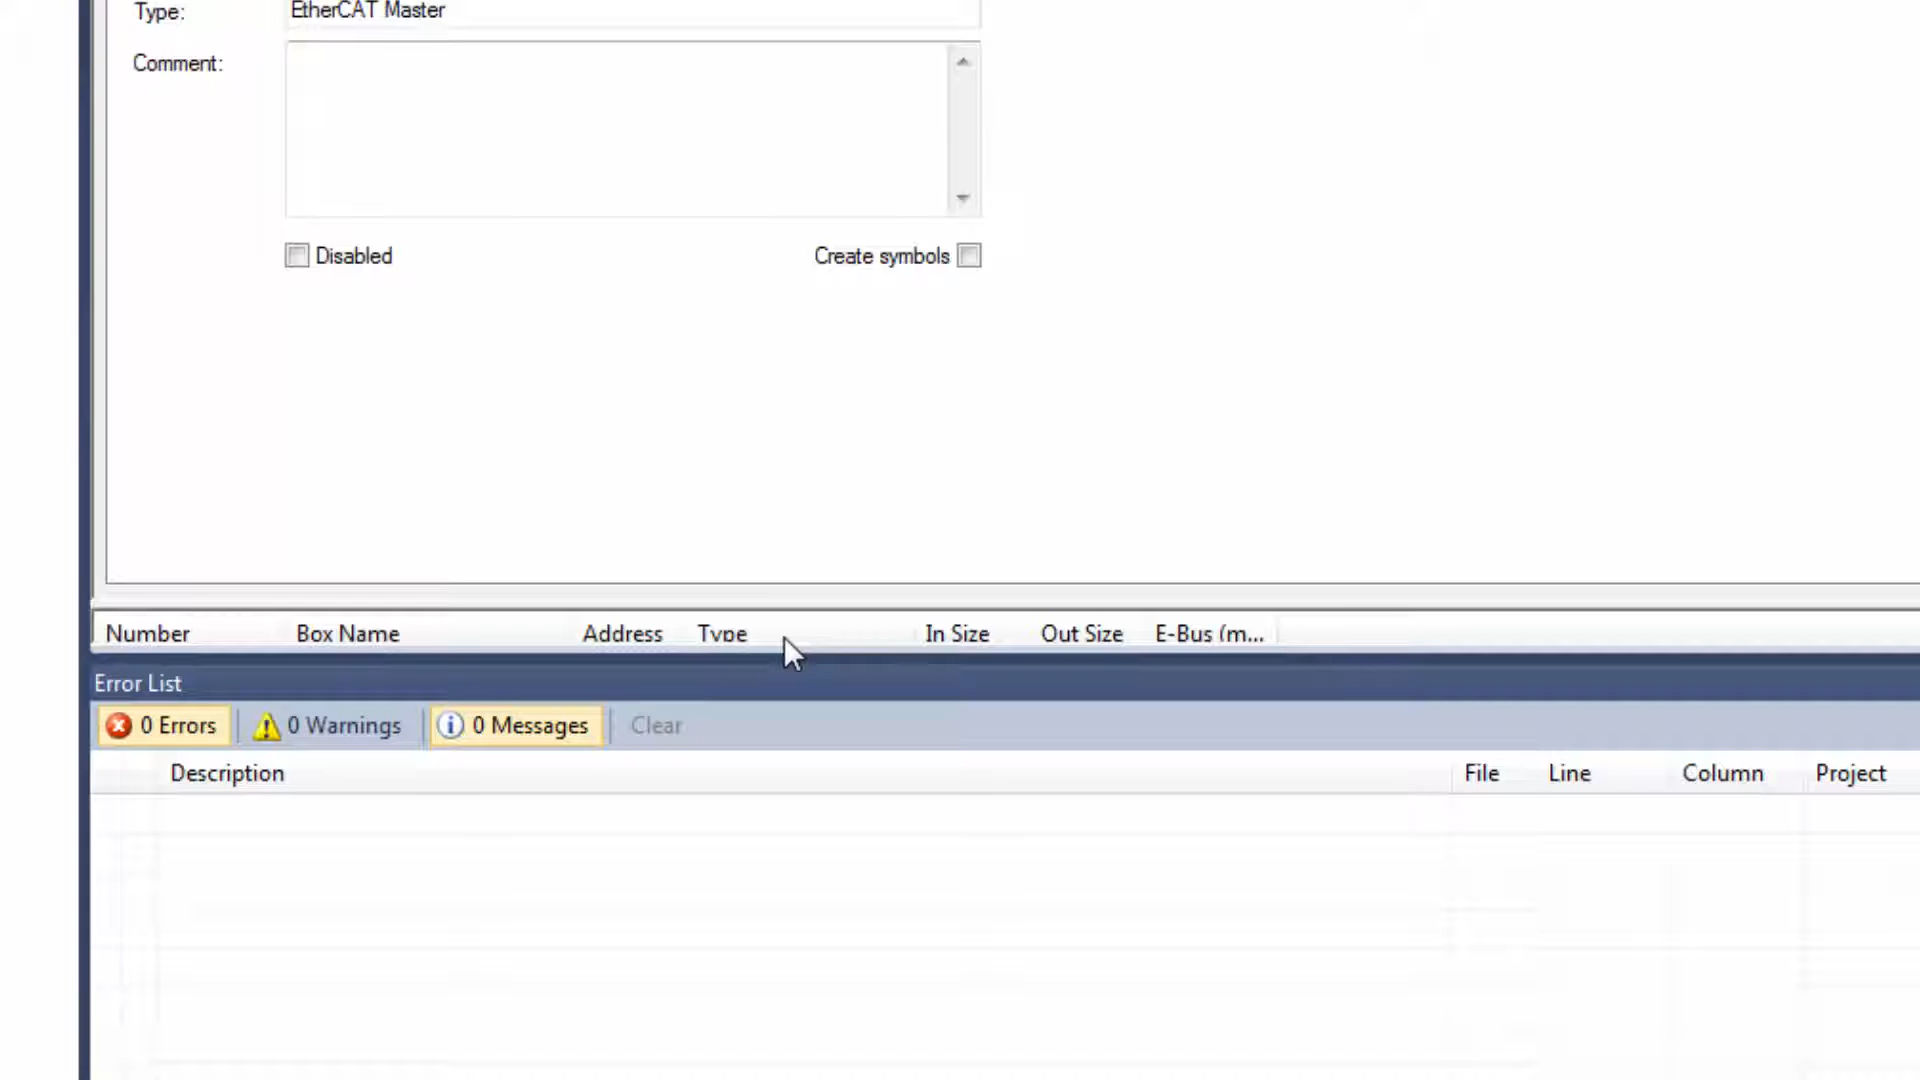 Type: EtherCAT Master
Comment:
Disabled Create symbols
Number Box Name Address Type In Size Out Size E-Bus (m...
Error List
0 Errors 0 Warnings 0 Messages Clear
Description File Line Column Project